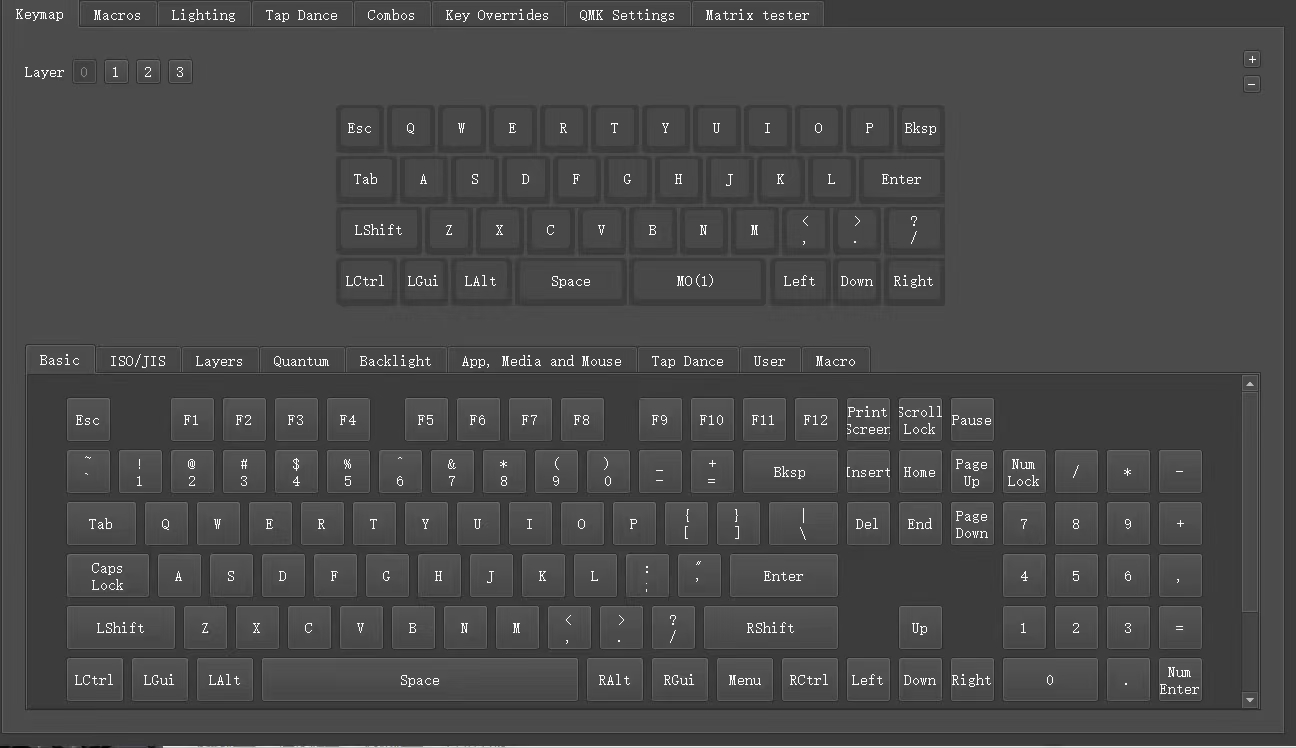 Keymap Macros Lighting Tap Dance Combos Key Overrides QMK Settings Matrix tester
Layer 0 1 2 3
+
-
Esc Q W E R T Y U I O P Bksp
Tab A S D F G H J K L Enter
LShift Z X C V B N M < , > . ? /
LCtrl LGui LAlt Space MO(1) Left Down Right
Basic ISO/JIS Layers Quantum Backlight App, Media and Mouse Tap Dance User Macro
Esc F1 F2 F3 F4 F5 F6 F7 F8 F9 F10 F11 F12 Print Screen Scroll Lock Pause
~ ` ! 1 @ 2 # 3 $ 4 % 5 ^ 6 & 7 * 8 ( 9 ) 0 _ - + = Bksp Insert Home Page Up Num Lock / * -
Tab Q W E R T Y U I O P { [ } ] | \ Del End Page Down 7 8 9 +
Caps Lock A S D F G H J K L : ; " ' Enter 4 5 6 ,
LShift Z X C V B N M < , > . ? / RShift Up 1 2 3 =
LCtrl LGui LAlt Space RAlt RGui Menu RCtrl Left Down Right 0 . Num Enter